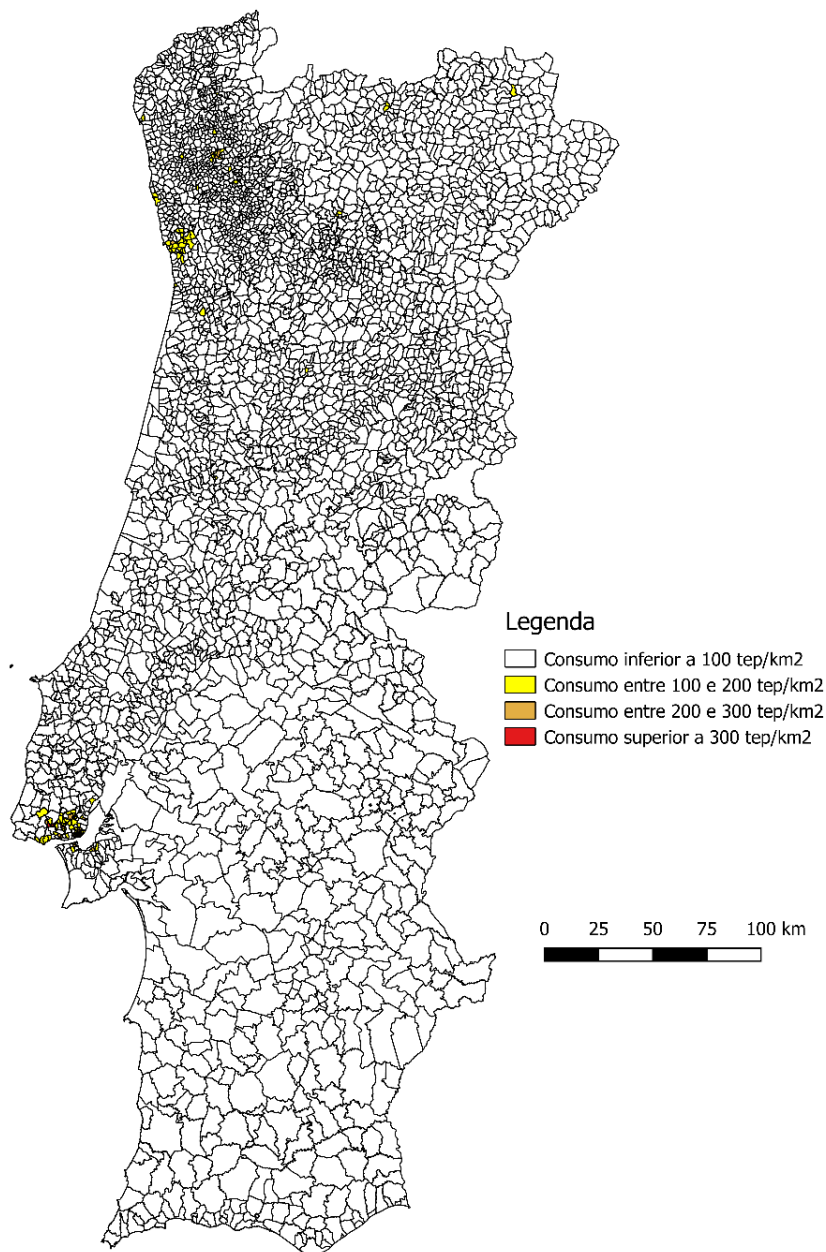 Legenda
Consumo inferior a 100 tep/km2
Consumo entre 100 e 200 tep/km2
Consumo entre 200 e 300 tep/km2
Consumo superior a 300 tep/km2
0 25 50 75 100 km